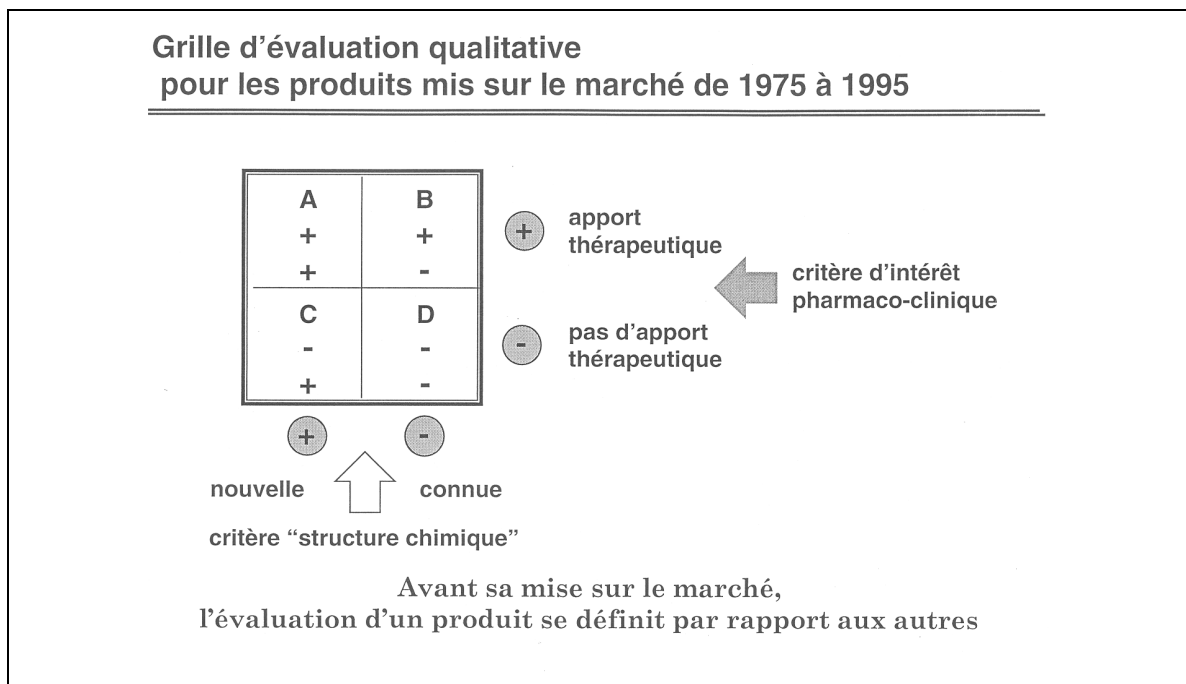 Grille d’évaluation qualitative
pour les produits mis sur le marché de 1975 à 1995
A B
+ +
+ -
C D
- -
+ -
+ apport
thérapeutique
critère d’intérêt
pharmaco-clinique
- pas d’apport
thérapeutique
+ -
nouvelle connue
critère “structure chimique”
Avant sa mise sur le marché,
l’évaluation d’un produit se définit par rapport aux autres